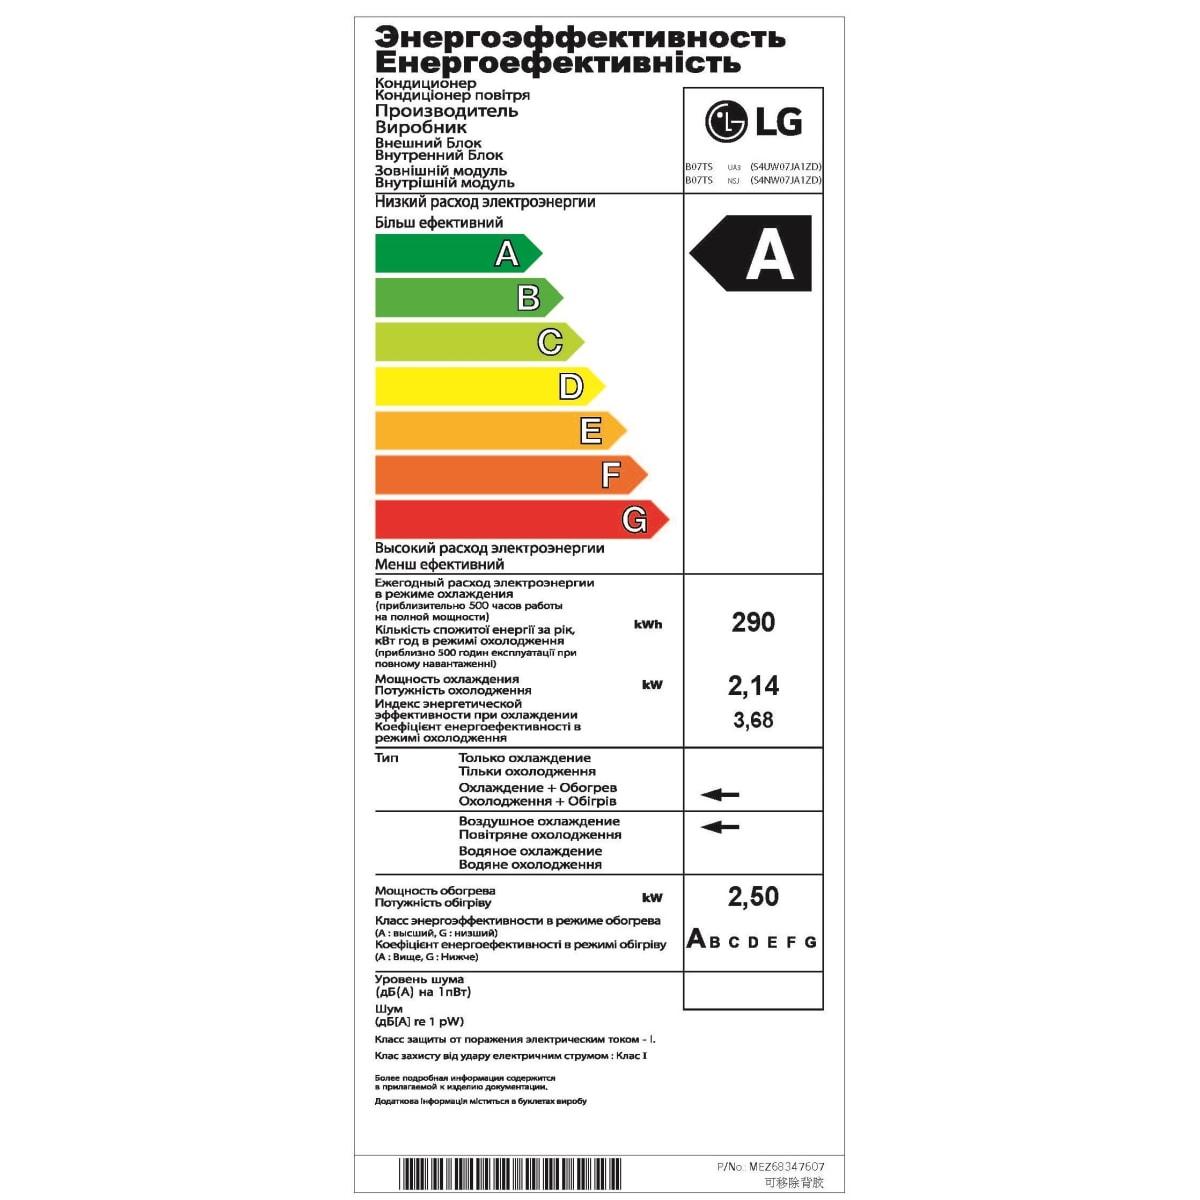 Энергоэффективность
Енергоефективність
Кондиционер
Кондиціонер повітря
Производитель
Виробник
LG
Внешний Блок
Внутренний Блок
Зовнішній модуль
Внутрішній модуль
B07TS UA3 (S4UW07JA1ZD)
B07TS NSJ (S4NW07JA1ZD)
Низкий расход электроэнергии
Більш ефективний
A
A
B
C
D
E
F
G
Высокий расход электроэнергии
Менш ефективний
Ежегодный расход электроэнергии
в режиме охлаждения
(приблизительно 500 часов работы
на полной мощности)
Кількість спожитої енергії за рік,
кВт год в режимі охолодження
(приблизно 500 годин експлуатації при
повному навантаженні)
kWh 290
Мощность охлаждения
Потужність охолодження
kW 2,14
Индекс энергетической
эффективности при охлаждении
Коефіцієнт енергоефективності в
режимі охолодження
3,68
Тип Только охлаждение
Тільки охолодження
Охлаждение + Обогрев
Охолодження + Обігрів
Воздушное охлаждение
Повітряне охолодження
Водяное охлаждение
Водяне охолодження
Мощность обогрева
Потужність обігріву
kW 2,50
Класс энергоэффективности в режиме обогрева
(A : высший, G : низший)
Коефіцієнт енергоефективності в режимі обігріву
(A : Вище, G : Нижче)
A B C D E F G
Уровень шума
(дБ(A) на 1пВт)
Шум
(дБ[A] re 1 pW)
Класс защиты от поражения электрическим током - I.
Клас захисту від удару електричним струмом : Клас I
Более подробная информация содержится
в прилагаемой к изделию документации.
Додаткова інформація міститься в буклетах виробу
P/No.: MEZ68347607
可移除背胶